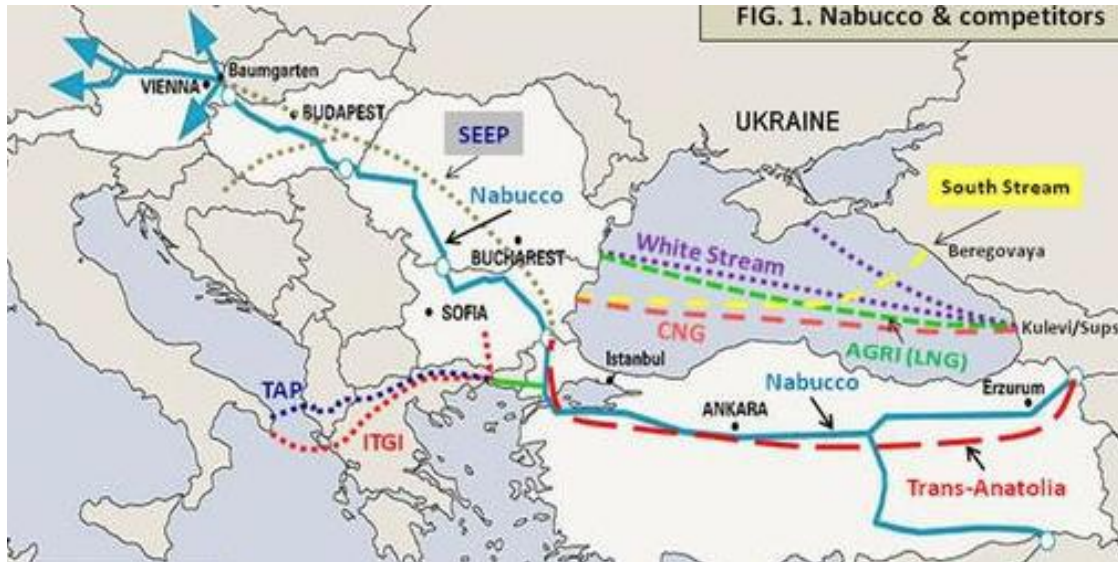 FIG. 1. Nabucco & competitors
Baumgarten
VIENNA
BUDAPEST
SEEP
UKRAINE
South Stream
Nabucco
White Stream
Beregovaya
BUCHAREST
SOFIA
CNG
AGRI (LNG)
Kulevi/Sups
Istanbul
TAP
Nabucco
Erzurum
ANKARA
ITGI
Trans-Anatolia